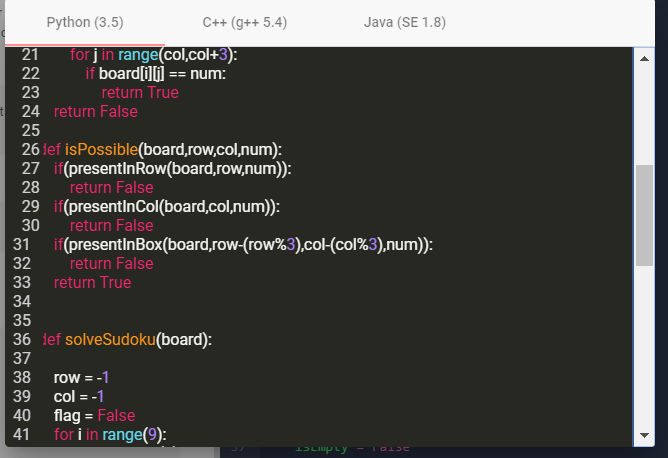 Python (3.5) C++ (g++ 5.4) Java (SE 1.8)
21 for j in range(col,col+3):
22 if board[i][j] == num:
23 return True
24 return False
25
26 def isPossible(board,row,col,num):
27 if(presentInRow(board,row,num)):
28 return False
29 if(presentInCol(board,col,num)):
30 return False
31 if(presentInBox(board,row-(row%3),col-(col%3),num)):
32 return False
33 return True
34
35
36 def solveSudoku(board):
37
38 row = -1
39 col = -1
40 flag = False
41 for i in range(9):
37 isEmpty = False